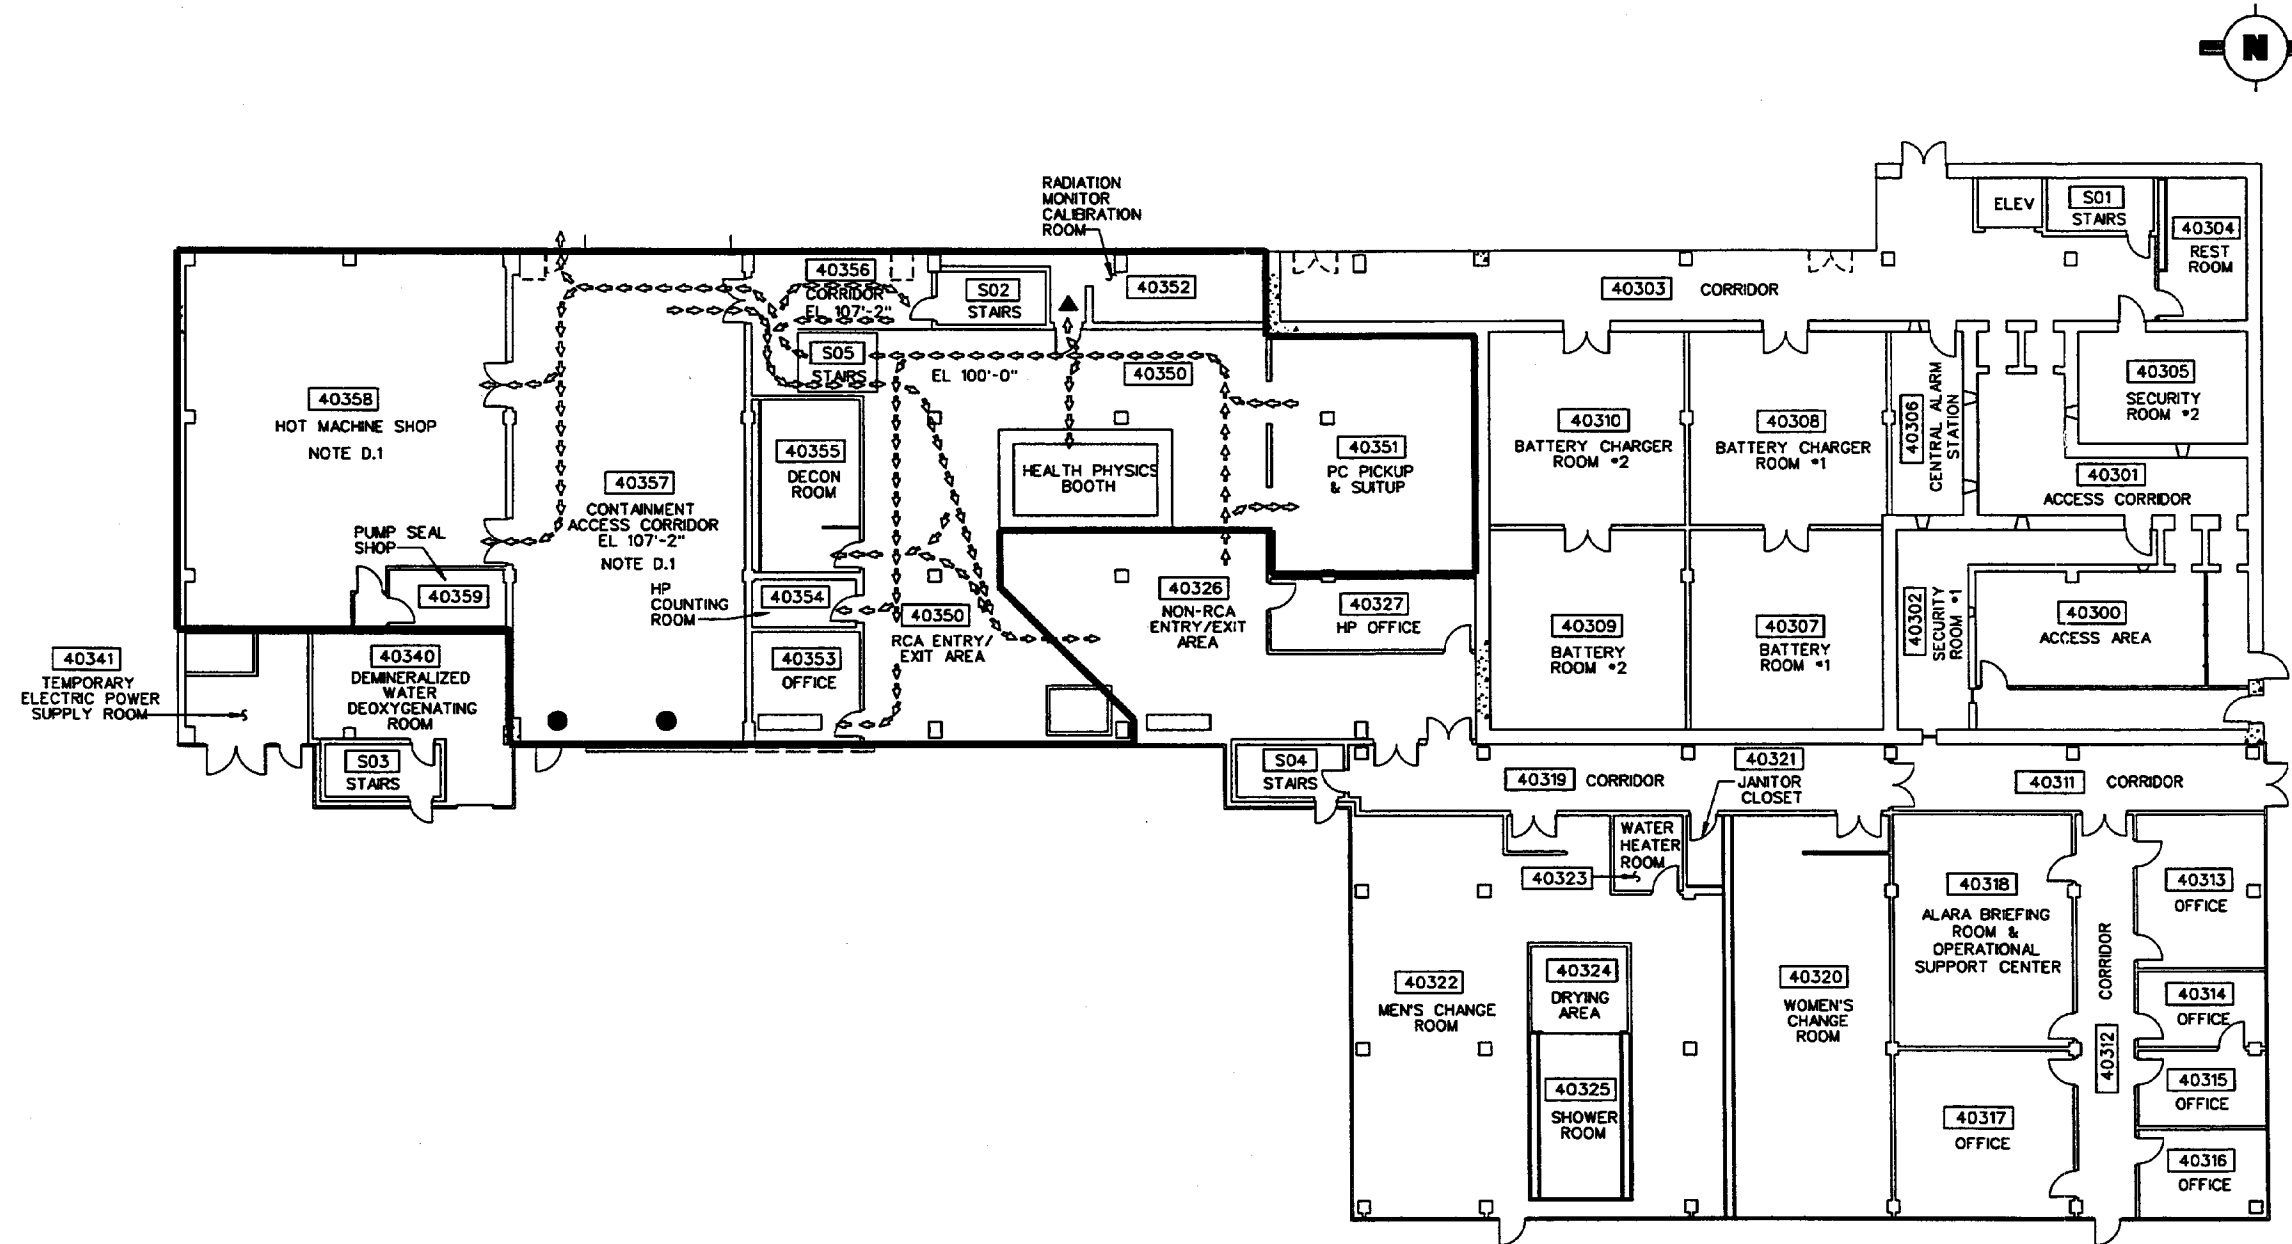 N
RADIATION
MONITOR
CALIBRATION
ROOM
ELEV
S01
STAIRS
40304
REST
ROOM
40356
CORRIDOR
EL 107'-2"
S02
STAIRS
40352
40303 CORRIDOR
S05
STAIRS
EL 100'-0"
40350
40358
HOT MACHINE SHOP
NOTE D.1
40355
DECON
ROOM
HEALTH PHYSICS
BOOTH
40351
PC PICKUP
& SUITUP
40310
BATTERY CHARGER
ROOM *2
40308
BATTERY CHARGER
ROOM *1
40306
CENTRAL ALARM
STATION
40305
SECURITY
ROOM *2
40301
ACCESS CORRIDOR
40357
CONTAINMENT
ACCESS CORRIDOR
EL 107'-2"
NOTE D.1
PUMP SEAL
SHOP
40359
HP
COUNTING
ROOM
40354
40350
RCA ENTRY/
EXIT AREA
40326
NON-RCA
ENTRY/EXIT
AREA
40327
HP OFFICE
40309
BATTERY
ROOM *2
40307
BATTERY
ROOM *1
40302
SECURITY
ROOM *1
40300
ACCESS AREA
40341
TEMPORARY
ELECTRIC POWER
SUPPLY ROOM
40340
DEMINERALIZED
WATER
DEOXYGENATING
ROOM
40353
OFFICE
S03
STAIRS
S04
STAIRS
40319 CORRIDOR
40321
JANITOR
CLOSET
40311 CORRIDOR
WATER
HEATER
ROOM
40323
40318
ALARA BRIEFING
ROOM &
OPERATIONAL
SUPPORT CENTER
40313
OFFICE
40322
MEN'S CHANGE
ROOM
40324
DRYING
AREA
40320
WOMEN'S
CHANGE
ROOM
CORRIDOR
40312
40314
OFFICE
40325
SHOWER
ROOM
40315
OFFICE
40317
OFFICE
40316
OFFICE